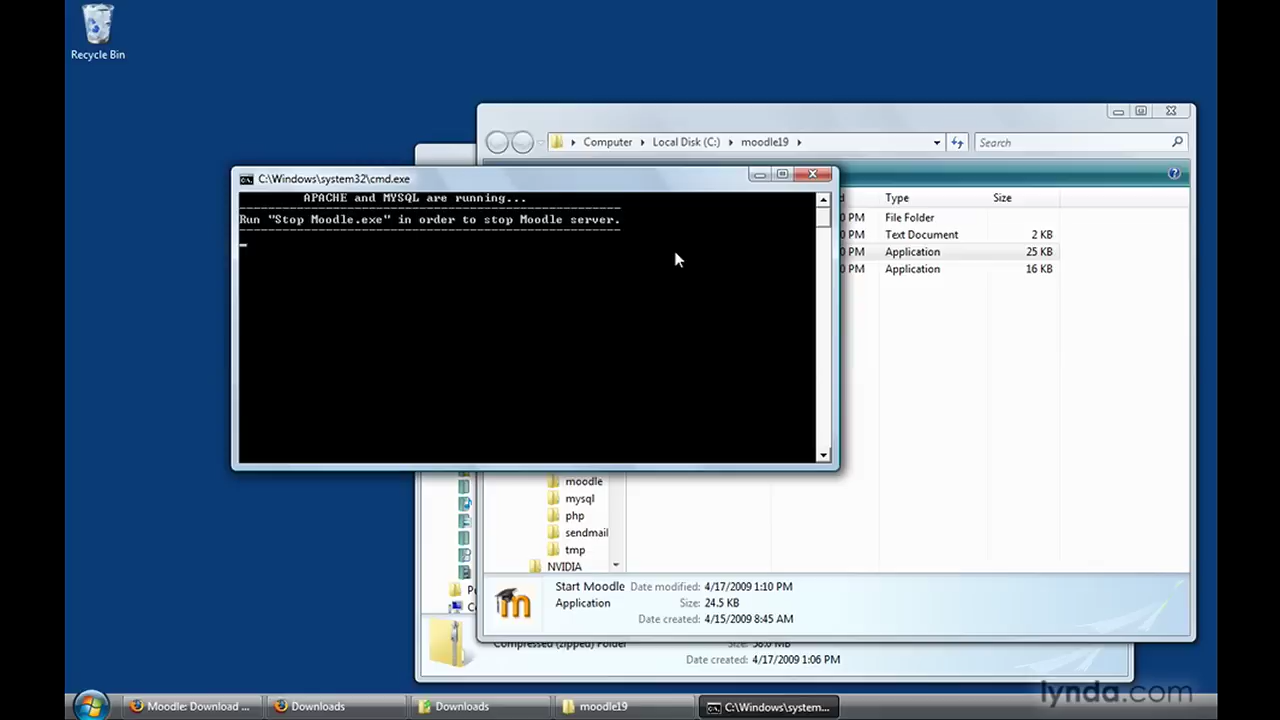 Recycle Bin
Computer
Local Disk (C:)
moodle19
Search
C:\Windows\system32\cmd.exe
APACHE and MYSQL are running...
Run "Stop Moodle.exe" in order to stop Moodle server.
Type
Size
PM
File Folder
PM
Text Document
2 KB
PM
Application
25 KB
PM
Application
16 KB
moodle
mysql
php
sendmail
tmp
NVIDIA
Start Moodle
Date modified: 4/17/2009 1:10 PM
Application
Size: 24.5 KB
Date created: 4/15/2009 8:45 AM
Compressed (zipped) Folder
Date created: 4/17/2009 1:06 PM
lynda.com
Moodle: Download ...
Downloads
Downloads
moodle19
C:\Windows\system...